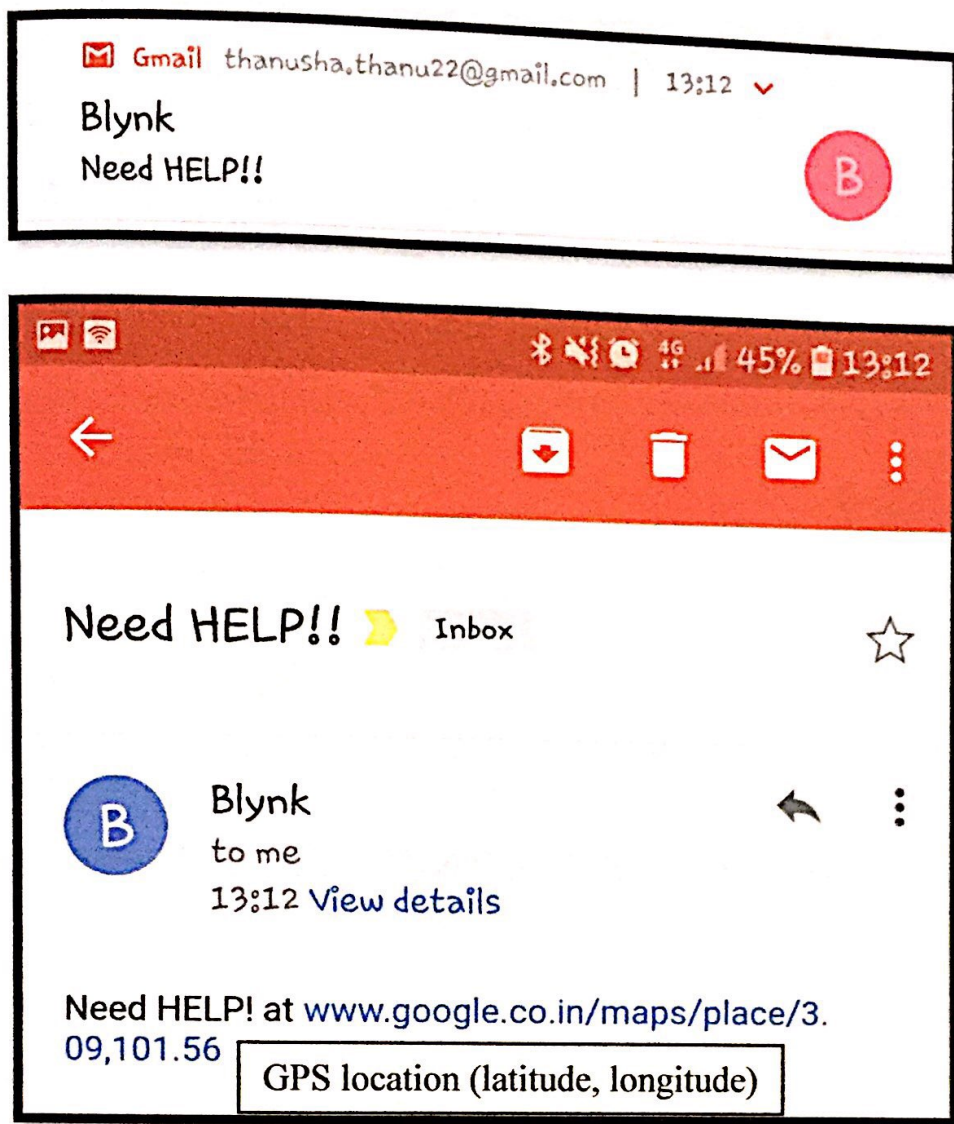 Gmail thanusha.thanu22@gmail.com | 13:12
Blynk
Need HELP!!
B
4G 45% 13:12
Need HELP!! Inbox
B
Blynk
to me
13:12 View details
Need HELP! at www.google.co.in/maps/place/3.
09,101.56
GPS location (latitude, longitude)